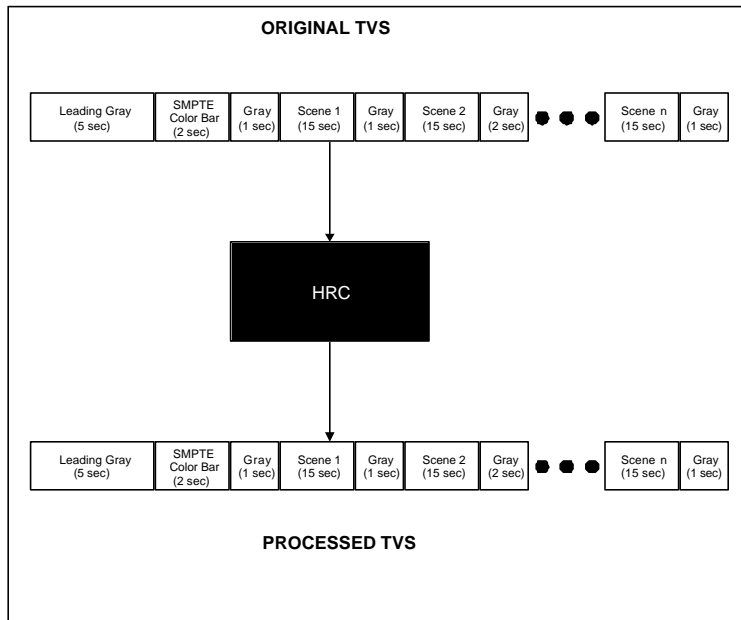 ORIGINAL TVS
Leading Gray
(5 sec)
SMPTE
Color Bar
(2 sec)
Gray
(1 sec)
Scene 1
(15 sec)
Gray
(1 sec)
Scene 2
(15 sec)
Gray
(2 sec)
Scene n
(15 sec)
Gray
(1 sec)
HRC
Leading Gray
(5 sec)
SMPTE
Color Bar
(2 sec)
Gray
(1 sec)
Scene 1
(15 sec)
Gray
(1 sec)
Scene 2
(15 sec)
Gray
(2 sec)
Scene n
(15 sec)
Gray
(1 sec)
PROCESSED TVS